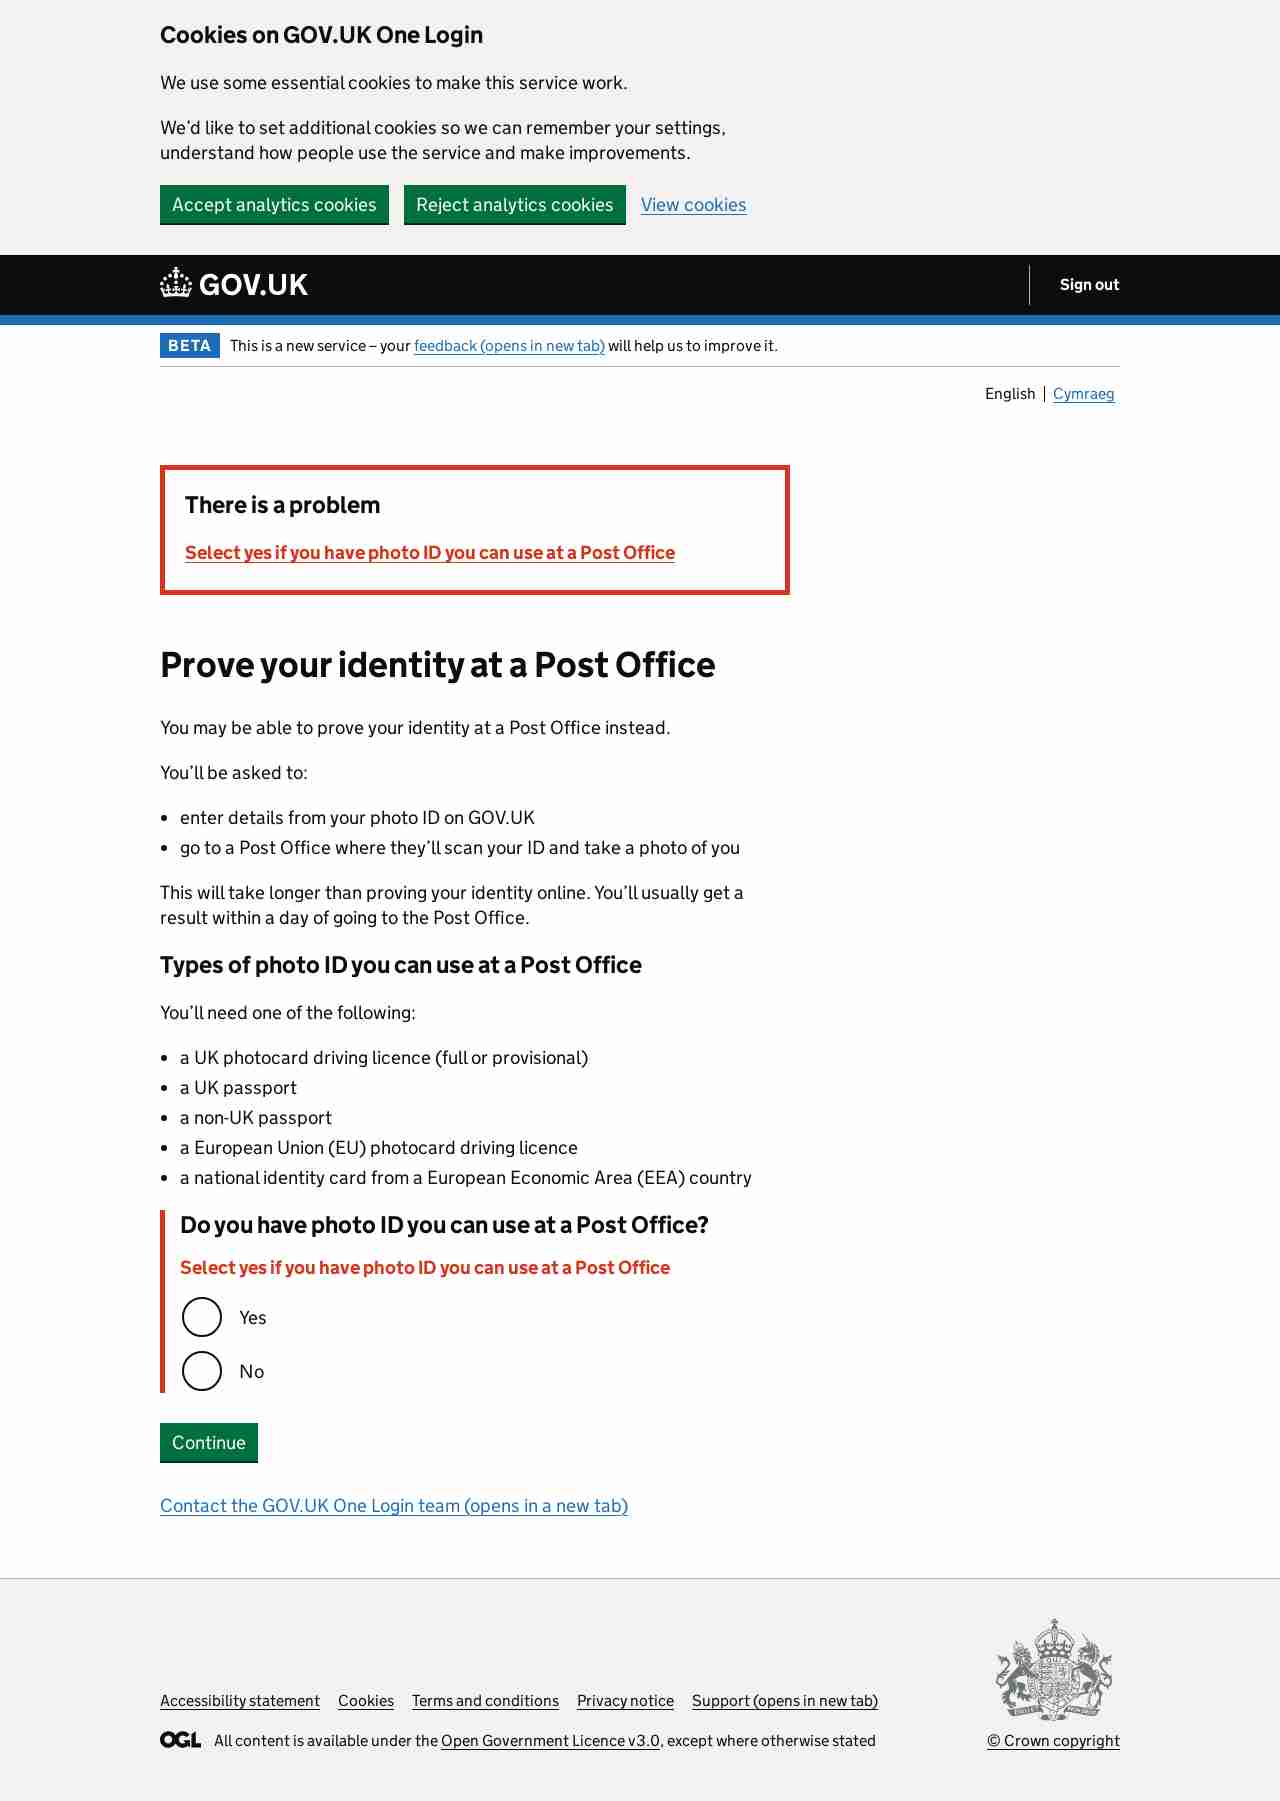 Cookies on GOV.UK One Login
We use some essential cookies to make this service work.
We’d like to set additional cookies so we can remember your settings,
understand how people use the service and make improvements.
Accept analytics cookies Reject analytics cookies View cookies
GOV.UK Sign out
BETA This is a new service – your feedback (opens in new tab) will help us to improve it.
English Cymraeg
There is a problem
Select yes if you have photo ID you can use at a Post Office
Prove your identity at a Post Office
You may be able to prove your identity at a Post Office instead.
You’ll be asked to:
• enter details from your photo ID on GOV.UK
• go to a Post Office where they’ll scan your ID and take a photo of you
This will take longer than proving your identity online. You’ll usually get a
result within a day of going to the Post Office.
Types of photo ID you can use at a Post Office
You’ll need one of the following:
• a UK photocard driving licence (full or provisional)
• a UK passport
• a non-UK passport
• a European Union (EU) photocard driving licence
• a national identity card from a European Economic Area (EEA) country
Do you have photo ID you can use at a Post Office?
Select yes if you have photo ID you can use at a Post Office
Yes
No
Continue
Contact the GOV.UK One Login team (opens in a new tab)
Accessibility statement Cookies Terms and conditions Privacy notice Support (opens in new tab)
OGL All content is available under the Open Government Licence v3.0, except where otherwise stated
© Crown copyright